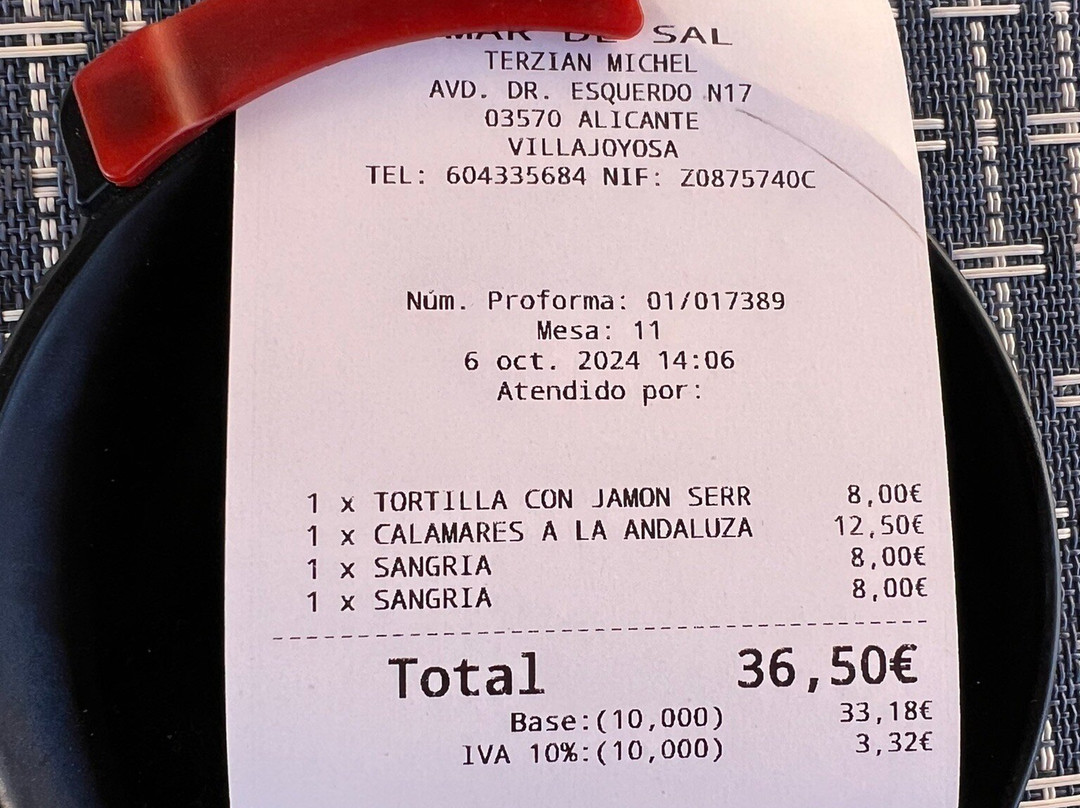 MAR DE SAL
TERZIAN MICHEL
AVD. DR. ESQUERDO N17
03570 ALICANTE
VILLAJOYOSA
TEL: 604335684 NIF: Z0875740C
Núm. Proforma: 01/017389
Mesa: 11
6 oct. 2024 14:06
Atendido por:
1 x TORTILLA CON JAMON SERR 8,00€
1 x CALAMARES A LA ANDALUZA 12,50€
1 x SANGRIA 8,00€
1 x SANGRIA 8,00€
Total 36,50€
Base:(10,000) 33,18€
IVA 10%:(10,000) 3,32€